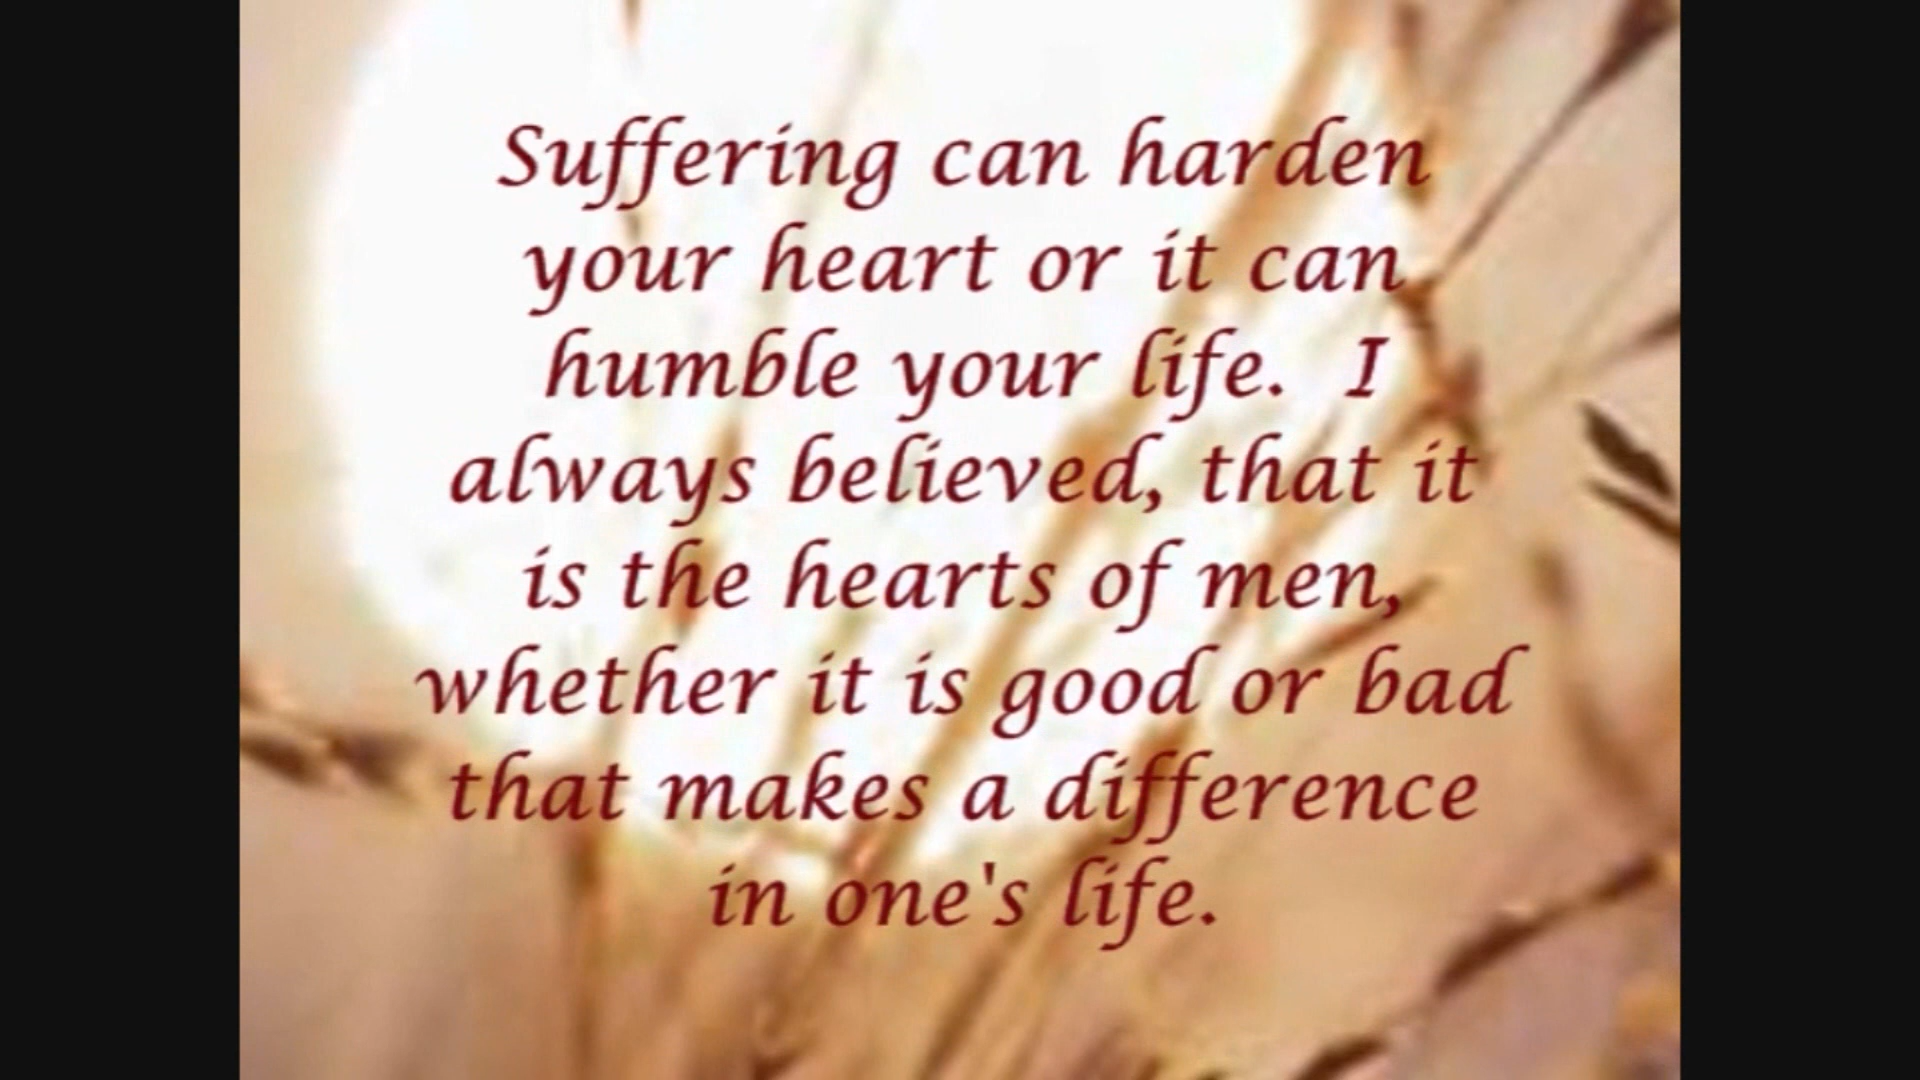 Suffering can harden
your heart or it can
humble your life.  I
always believed, that it
is the hearts of men,
whether it is good or bad
that makes a difference
in one's life.